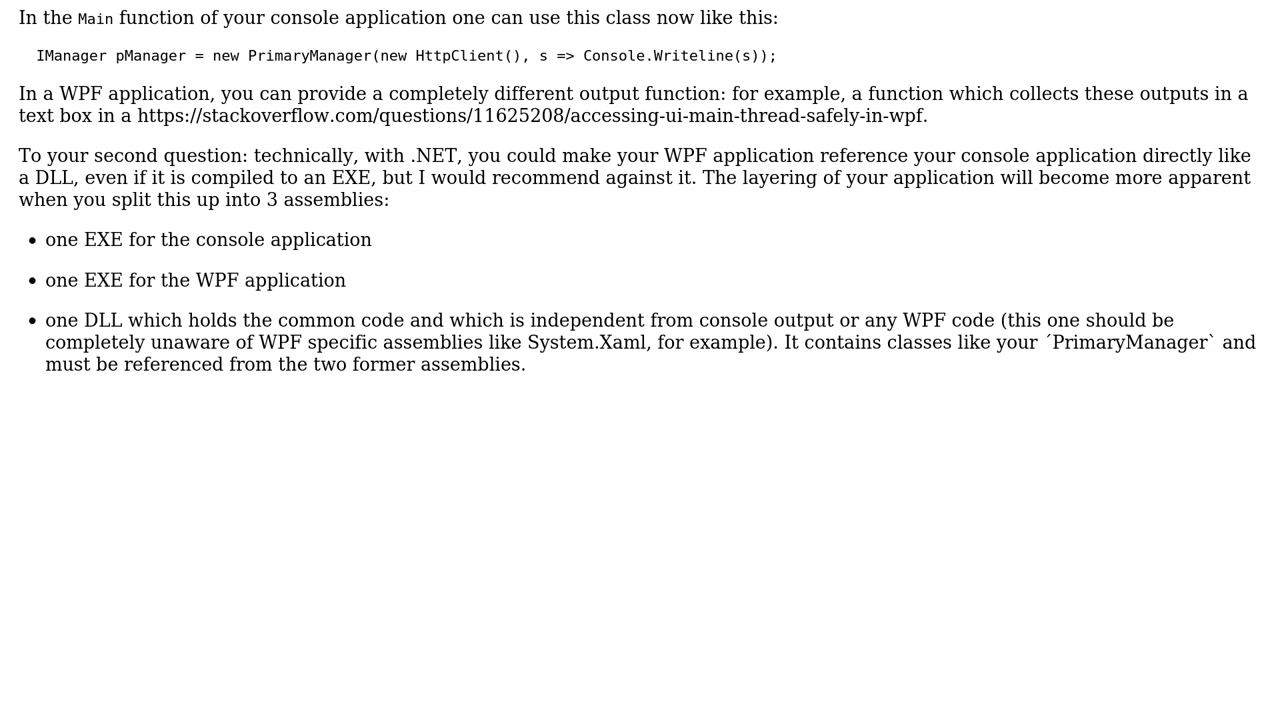 In the Main function of your console application one can use this class now like this:
IManager pManager = new PrimaryManager(new HttpClient(), s => Console.Writeline(s));
In a WPF application, you can provide a completely different output function: for example, a function which collects these outputs in a
text box in a https://stackoverflow.com/questions/11625208/accessing-ui-main-thread-safely-in-wpf.
To your second question: technically, with .NET, you could make your WPF application reference your console application directly like
a DLL, even if it is compiled to an EXE, but I would recommend against it. The layering of your application will become more apparent
when you split this up into 3 assemblies:
• one EXE for the console application
• one EXE for the WPF application
• one DLL which holds the common code and which is independent from console output or any WPF code (this one should be
completely unaware of WPF specific assemblies like System.Xaml, for example). It contains classes like your ´PrimaryManager` and
must be referenced from the two former assemblies.